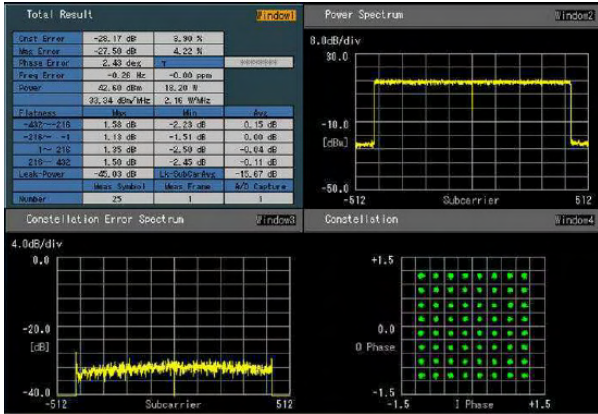 Total Result Window1
Cnst Error -28.17 dB 3.90 %
Mag Error -27.50 dB 4.22 %
Phase Error 2.43 deg τ ********
Freq Error -0.26 Hz -0.00 ppm
Power 42.60 dBm 18.20 W
33.34 dBm/MHz 2.16 W/MHz
Flatness Max Min Avg
-432~-216 1.58 dB -2.23 dB 0.15 dB
-216~ -1 1.13 dB -1.51 dB 0.00 dB
1~ 216 1.35 dB -2.50 dB -0.04 dB
216~ 432 1.50 dB -2.45 dB -0.11 dB
Leak-Power -45.03 dB Lk-SubCarAvg -15.67 dB
Meas Symbol Meas Frame A/D Capture
Number 25 1 1
Power Spectrum Window2
8.0dB/div
30.0
-10.0
[dBm]
-50.0
-512 Subcarrier 512
Constellation Error Spectrum Window3
4.0dB/div
0.0
-20.0
[dB]
-40.0
-512 Subcarrier 512
Constellation Window4
+1.5
0.0
Q Phase
-1.5
-1.5 I Phase +1.5